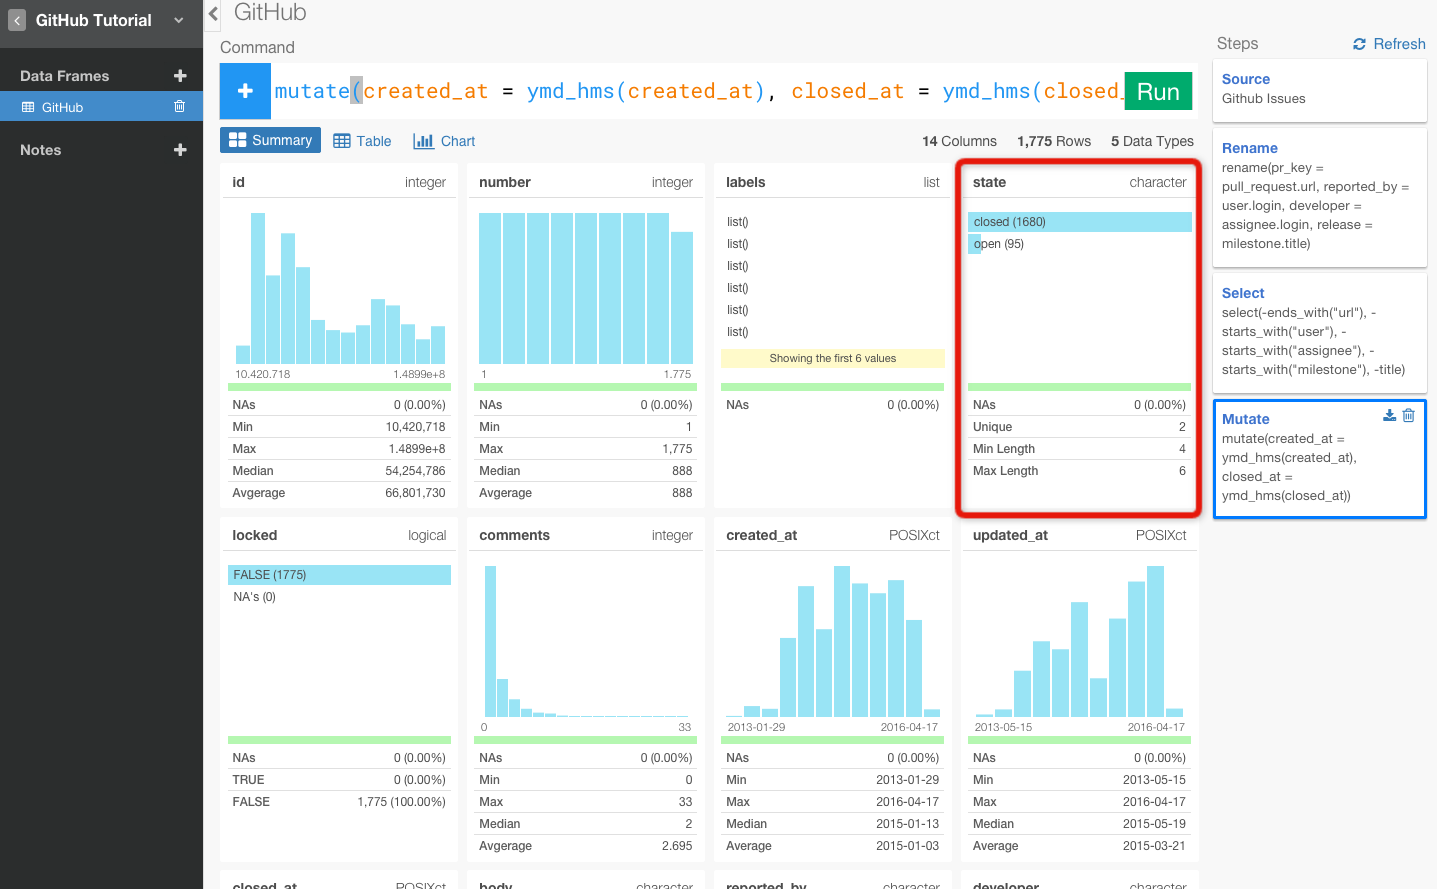 GitHub Tutorial
Data Frames
GitHub
Notes
GitHub
Command
mutate(created_at = ymd_hms(created_at), closed_at = ymd_hms(closed_
Run
Summary
Table
Chart
14 Columns
1,775 Rows
5 Data Types
id
integer
10.420.718
1.4899e+8
NAs
0 (0.00%)
Min
10,420,718
Max
1.4899e+8
Median
54,254,786
Avgerage
66,801,730
number
integer
1
1.775
NAs
0 (0.00%)
Min
1
Max
1,775
Median
888
Avgerage
888
labels
list
list()
list()
list()
list()
list()
list()
Showing the first 6 values
NAs
0 (0.00%)
state
character
closed (1680)
open (95)
NAs
0 (0.00%)
Unique
2
Min Length
4
Max Length
6
locked
logical
FALSE (1775)
NA's (0)
NAs
0 (0.00%)
TRUE
0 (0.00%)
FALSE
1,775 (100.00%)
comments
integer
0
33
NAs
0 (0.00%)
Min
0
Max
33
Median
2
Avgerage
2.695
created_at
POSIXct
2013-01-29
2016-04-17
NAs
0 (0.00%)
Min
2013-01-29
Max
2016-04-17
Median
2015-01-13
Average
2015-01-03
updated_at
POSIXct
2013-05-15
2016-04-17
NAs
0 (0.00%)
Min
2013-05-15
Max
2016-04-17
Median
2015-05-19
Average
2015-03-21
closed_at
POSIXct
body
character
reported_by
character
developer
character
Steps
Refresh
Source
Github Issues
Rename
rename(pr_key =
pull_request.url, reported_by =
user.login, developer =
assignee.login, release =
milestone.title)
Select
select(-ends_with("url"), -
starts_with("user"), -
starts_with("assignee"), -
starts_with("milestone"), -title)
Mutate
mutate(created_at =
ymd_hms(created_at),
closed_at =
ymd_hms(closed_at))